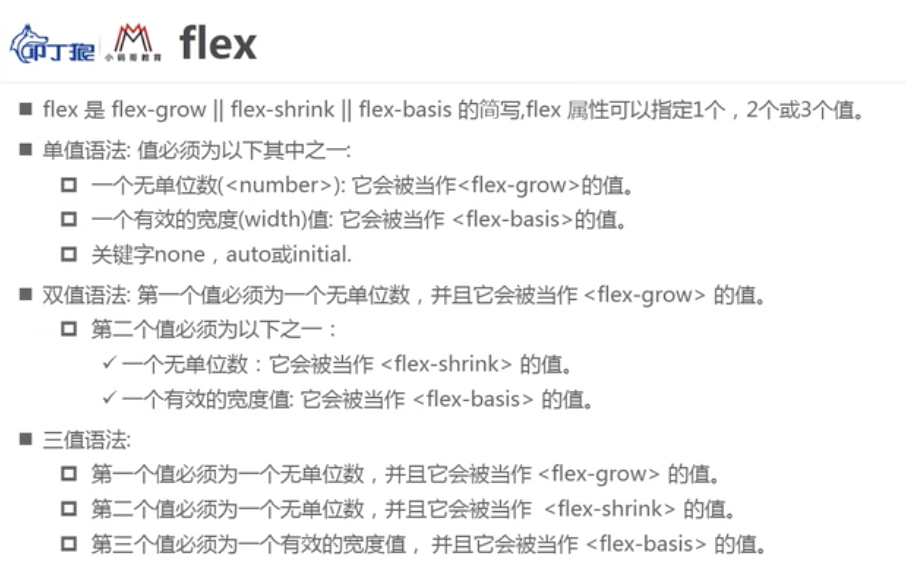 叩丁狼 小码哥教育 flex
■ flex 是 flex-grow || flex-shrink || flex-basis 的简写,flex 属性可以指定1个，2个或3个值。
■ 单值语法: 值必须为以下其中之一:
一个无单位数(<number>): 它会被当作<flex-grow>的值。
一个有效的宽度(width)值: 它会被当作 <flex-basis>的值。
关键字none，auto或initial.
■ 双值语法: 第一个值必须为一个无单位数，并且它会被当作 <flex-grow> 的值。
第二个值必须为以下之一：
✓ 一个无单位数：它会被当作 <flex-shrink> 的值。
✓ 一个有效的宽度值: 它会被当作 <flex-basis> 的值。
■ 三值语法:
第一个值必须为一个无单位数，并且它会被当作 <flex-grow> 的值。
第二个值必须为一个无单位数，并且它会被当作 <flex-shrink> 的值。
第三个值必须为一个有效的宽度值， 并且它会被当作 <flex-basis> 的值。